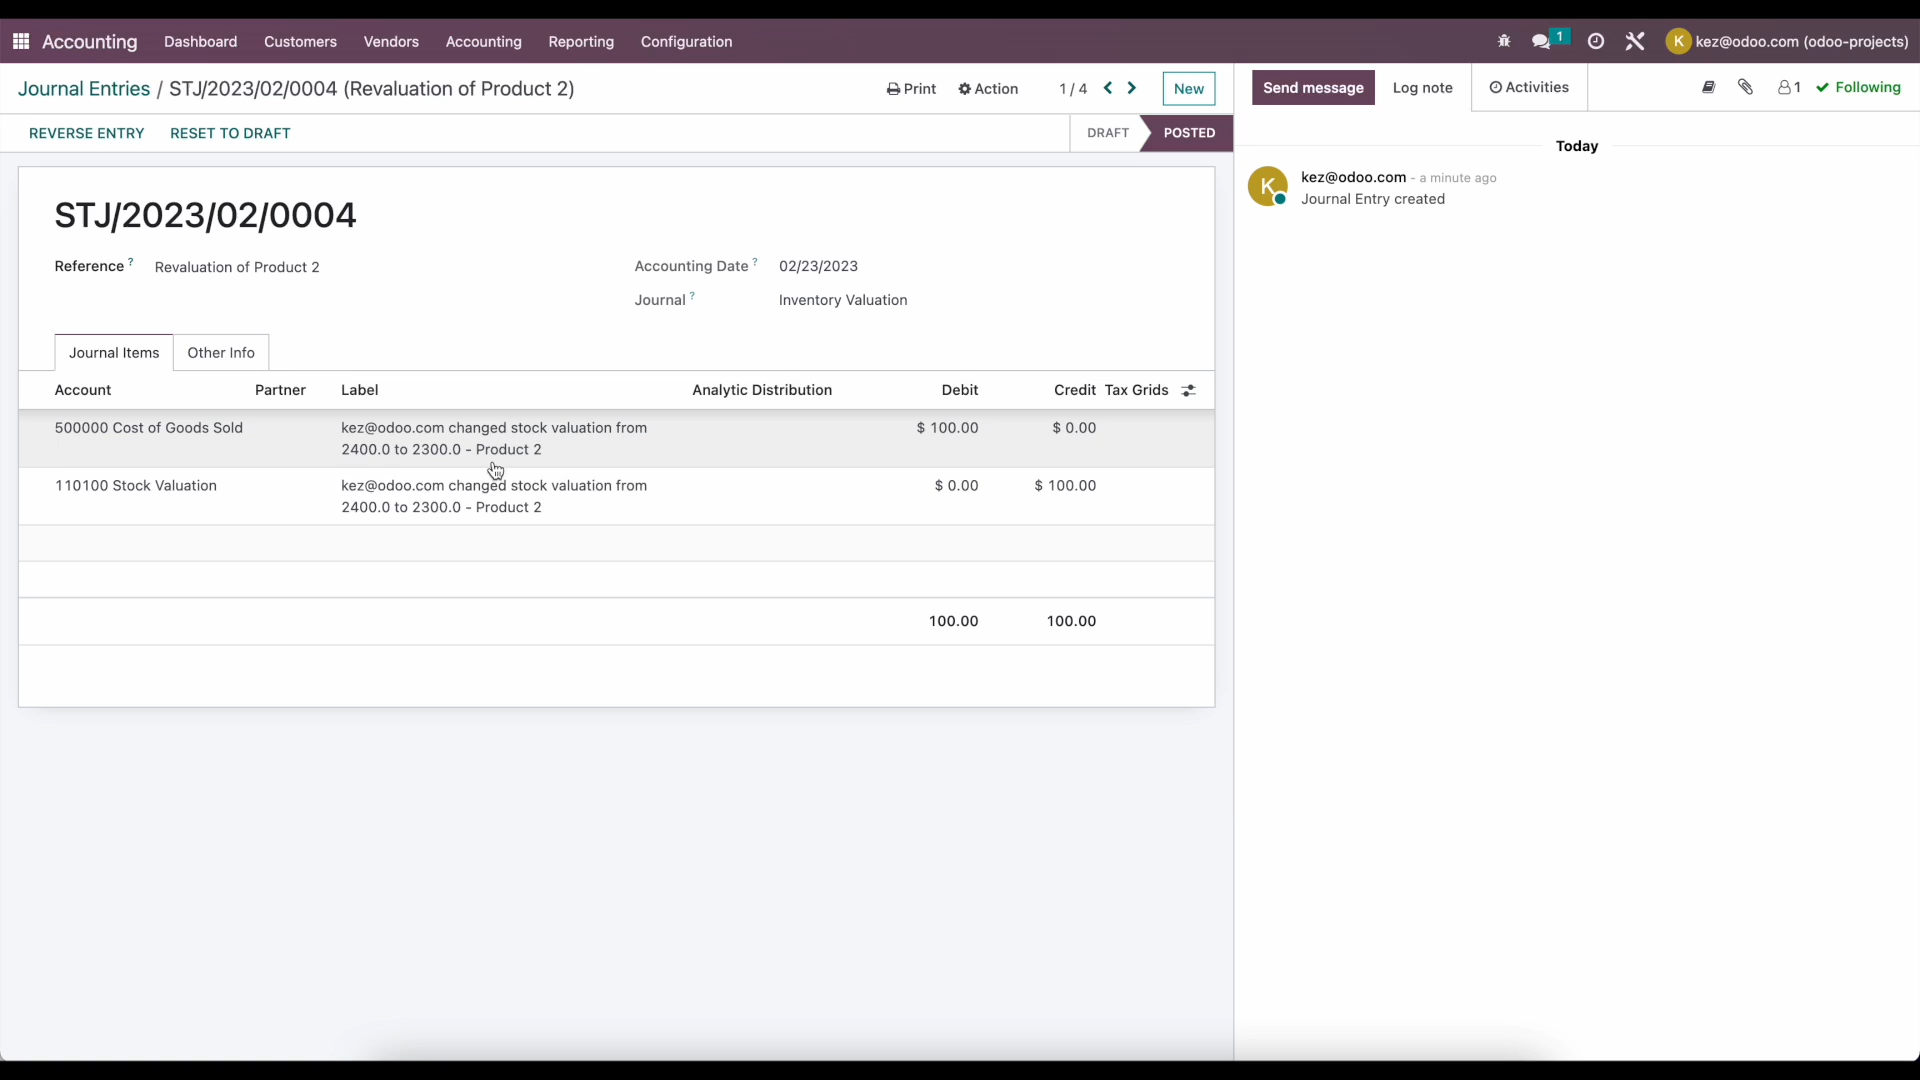 Accounting Dashboard Customers Vendors Accounting Reporting Configuration 1 K kez@odoo.com (odoo-projects)
Journal Entries / STJ/2023/02/0004 (Revaluation of Product 2) Print Action 1 / 4 New Send message Log note Activities 1 Following
REVERSE ENTRY RESET TO DRAFT DRAFT POSTED
Today
K kez@odoo.com - a minute ago
Journal Entry created
STJ/2023/02/0004
Reference ? Revaluation of Product 2 Accounting Date ? 02/23/2023
Journal ? Inventory Valuation
Journal Items Other Info
Account Partner Label Analytic Distribution Debit Credit Tax Grids
500000 Cost of Goods Sold kez@odoo.com changed stock valuation from $ 100.00 $ 0.00
2400.0 to 2300.0 - Product 2
110100 Stock Valuation kez@odoo.com changed stock valuation from $ 0.00 $ 100.00
2400.0 to 2300.0 - Product 2
100.00 100.00